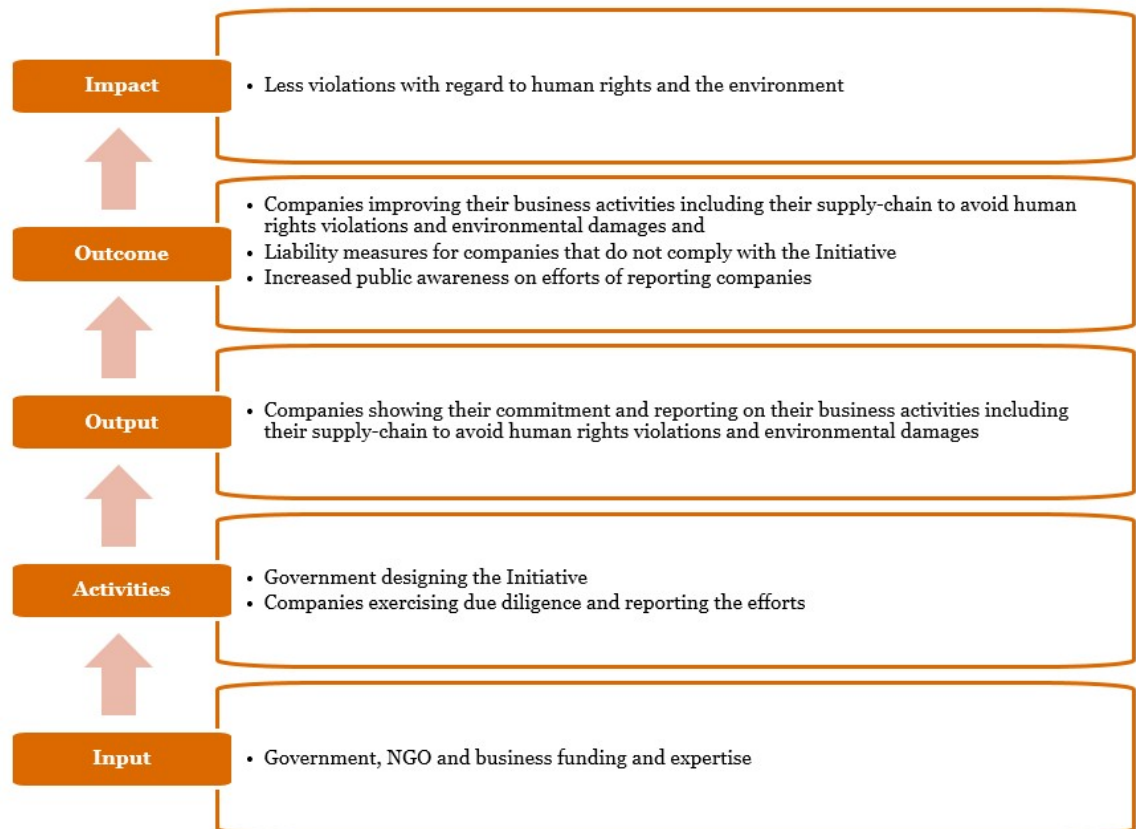 Impact
• Less violations with regard to human rights and the environment
Outcome
• Companies improving their business activities including their supply-chain to avoid human
rights violations and environmental damages and
• Liability measures for companies that do not comply with the Initiative
• Increased public awareness on efforts of reporting companies
Output
• Companies showing their commitment and reporting on their business activities including
their supply-chain to avoid human rights violations and environmental damages
Activities
• Government designing the Initiative
• Companies exercising due diligence and reporting the efforts
Input
• Government, NGO and business funding and expertise